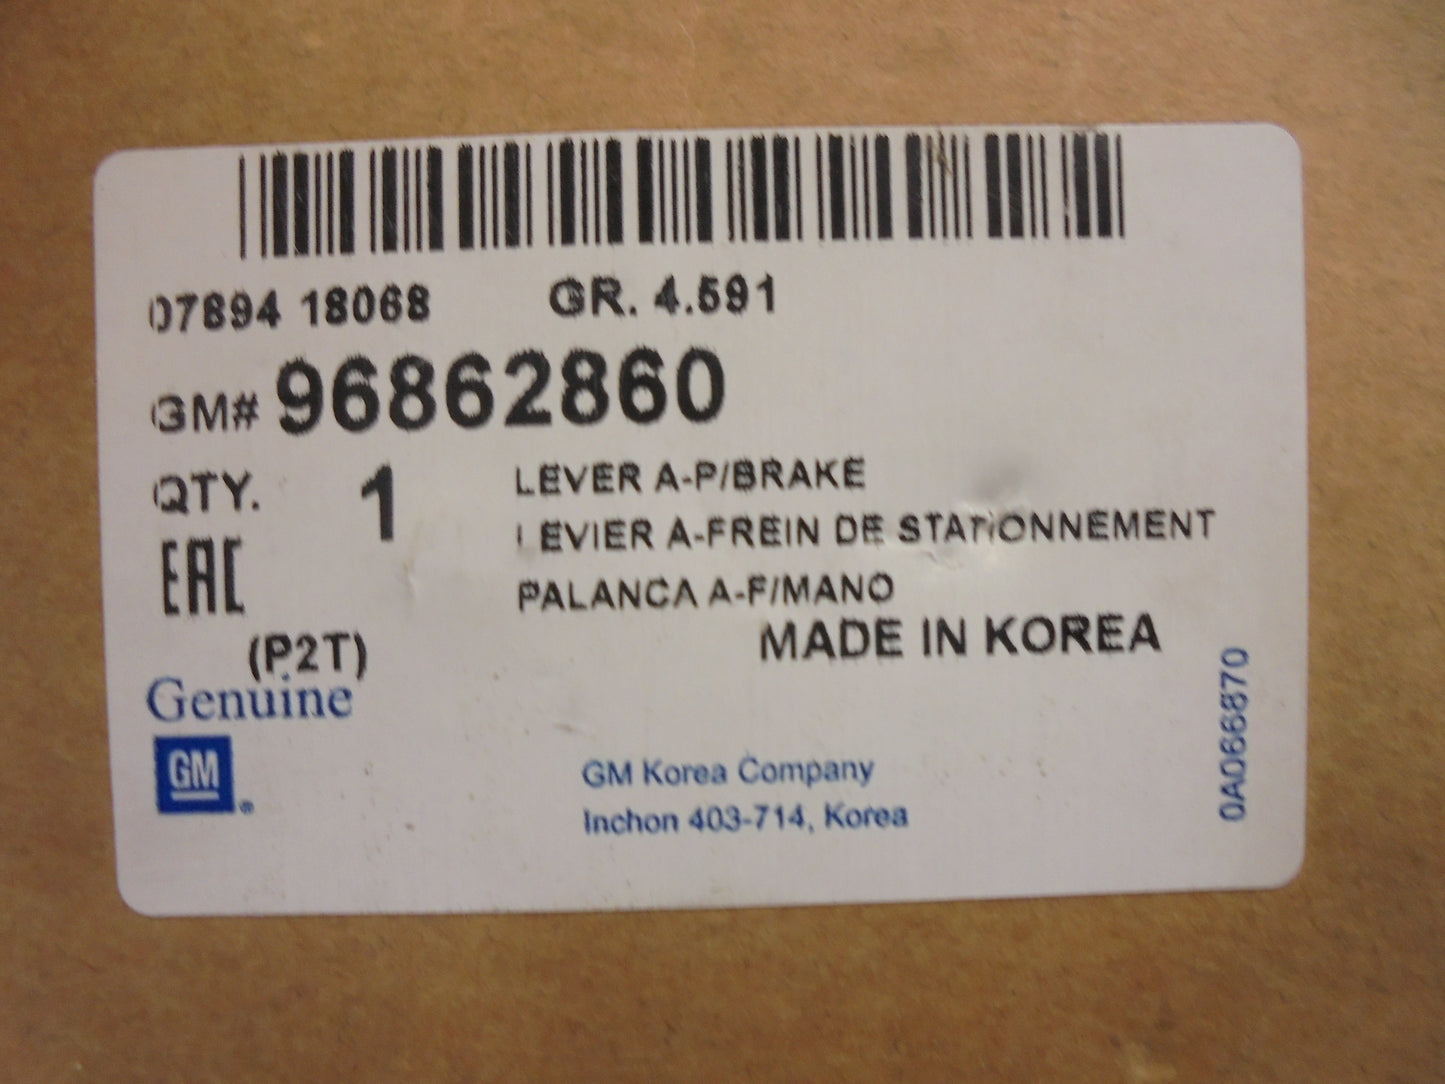 07894 18068 GR. 4.591
GM# 96862860
QTY. 1
LEVER A-P/BRAKE
LEVIER A-FREIN DE STATIONNEMENT
PALANCA A-F/MANO
EAC
(P2T)
MADE IN KOREA
Genuine
GM
®
GM Korea Company
Inchon 403-714, Korea
0A066870